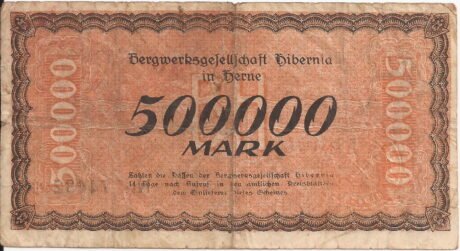 Bergwerksgesellschaft Hibernia
in Herne
500000
500000
500000
MARK
Zahlen die Kassen der Bergwerksgesellschaft Hibernia
14 Tage nach Aufruf in den amtlichen Kreisblättern
dem Einlieferer dieses Scheines.